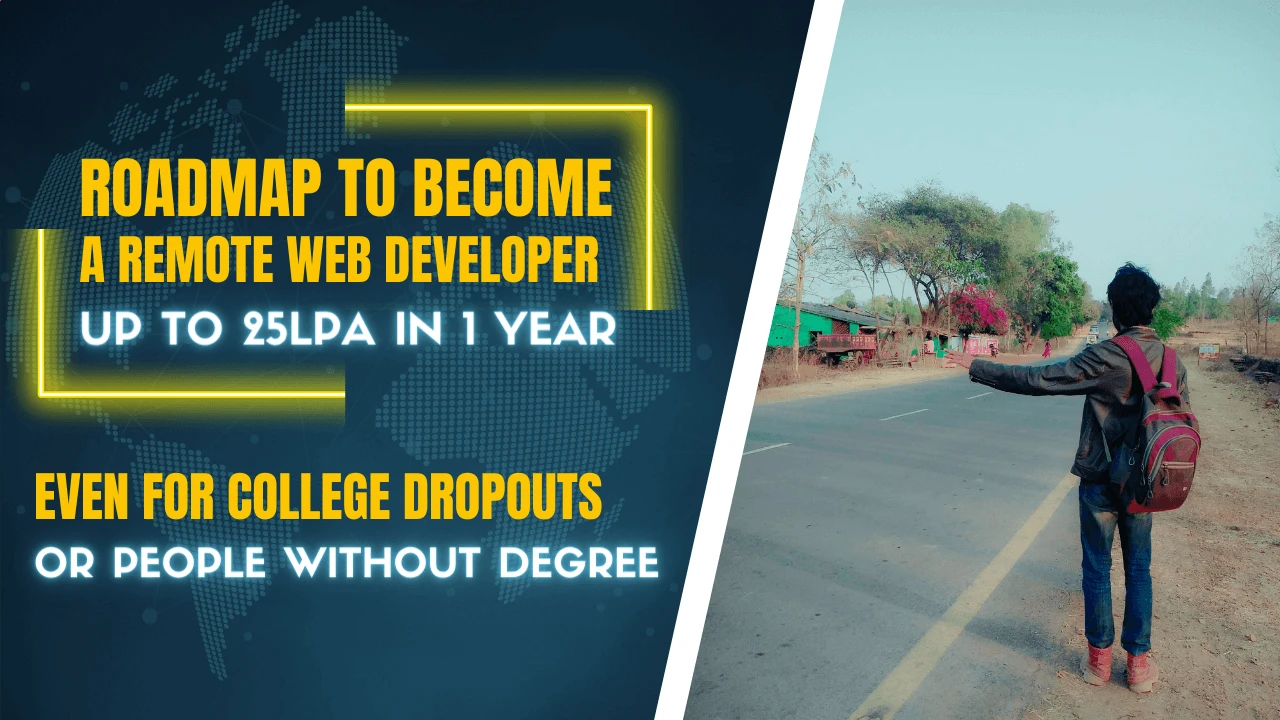 ROADMAP TO BECOME
A REMOTE WEB DEVELOPER
UP TO 25LPA IN 1 YEAR
EVEN FOR COLLEGE DROPOUTS
OR PEOPLE WITHOUT DEGREE